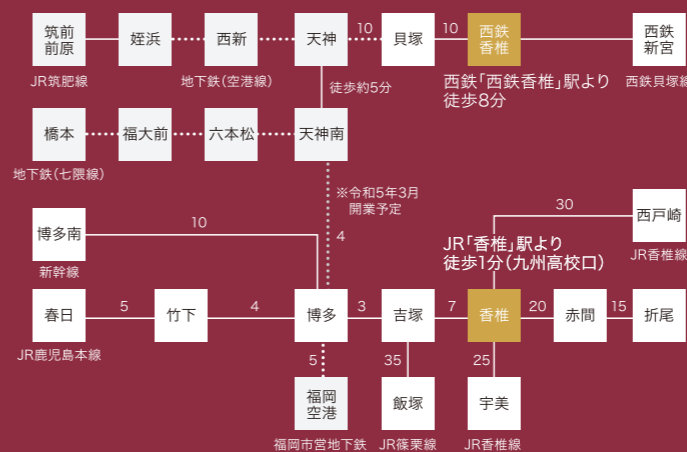 筑前
前原
姪浜
西新
天神
10
貝塚
10
西鉄
香椎
西鉄
新宮
JR筑肥線
地下鉄(空港線)
徒歩約5分
西鉄「西鉄香椎」駅より
徒歩8分
西鉄貝塚線
橋本
福大前
六本松
天神南
地下鉄(七隈線)
※令和5年3月
開業予定
4
博多南
10
新幹線
30
西戸崎
JR香椎線
JR「香椎」駅より
徒歩1分(九州高校口)
春日
5
竹下
4
博多
3
吉塚
7
香椎
20
赤間
15
折尾
JR鹿児島本線
5
35
25
福岡
空港
飯塚
宇美
福岡市営地下鉄
JR篠栗線
JR香椎線